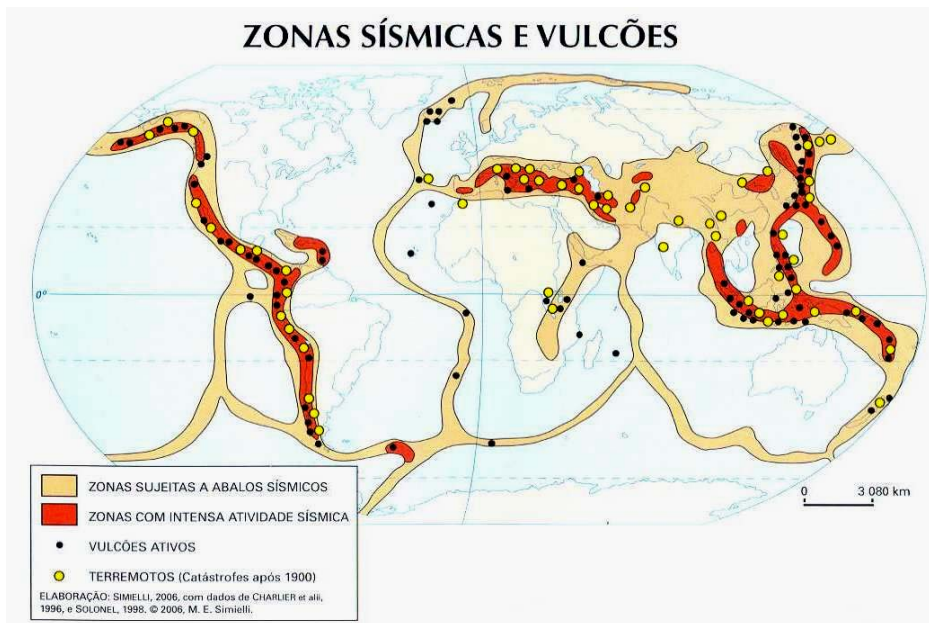 ZONAS SÍSMICAS E VULCÕES
0º
0 3 080 km
ZONAS SUJEITAS A ABALOS SÍSMICOS
ZONAS COM INTENSA ATIVIDADE SÍSMICA
VULCÕES ATIVOS
TERREMOTOS (Catástrofes após 1900)
ELABORAÇÃO: SIMIELLI, 2006, com dados de CHARLIER et alii,
1996, e SOLONEL, 1998. © 2006, M. E. Simielli.